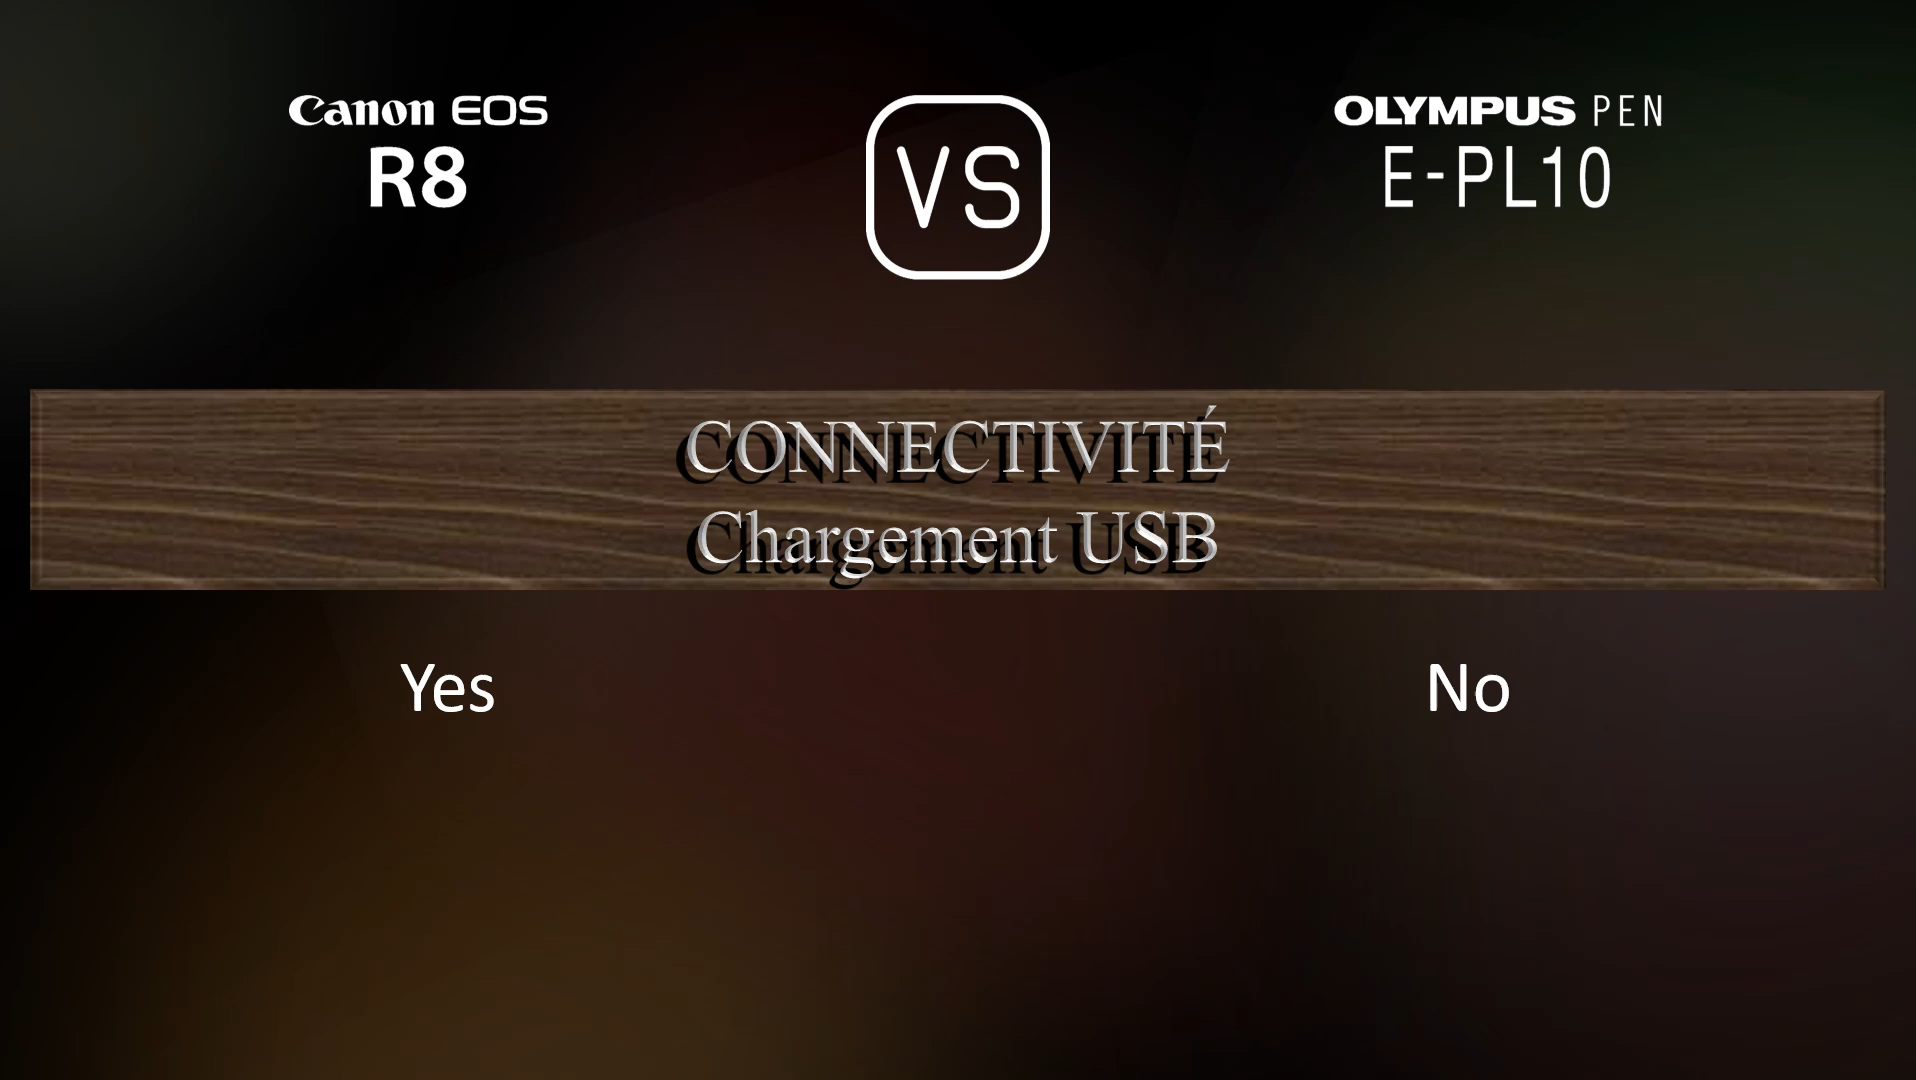 Canon EOS
R8
VS
OLYMPUS PEN
E-PL10
CONNECTIVITÉ
Chargement USB
Yes
No